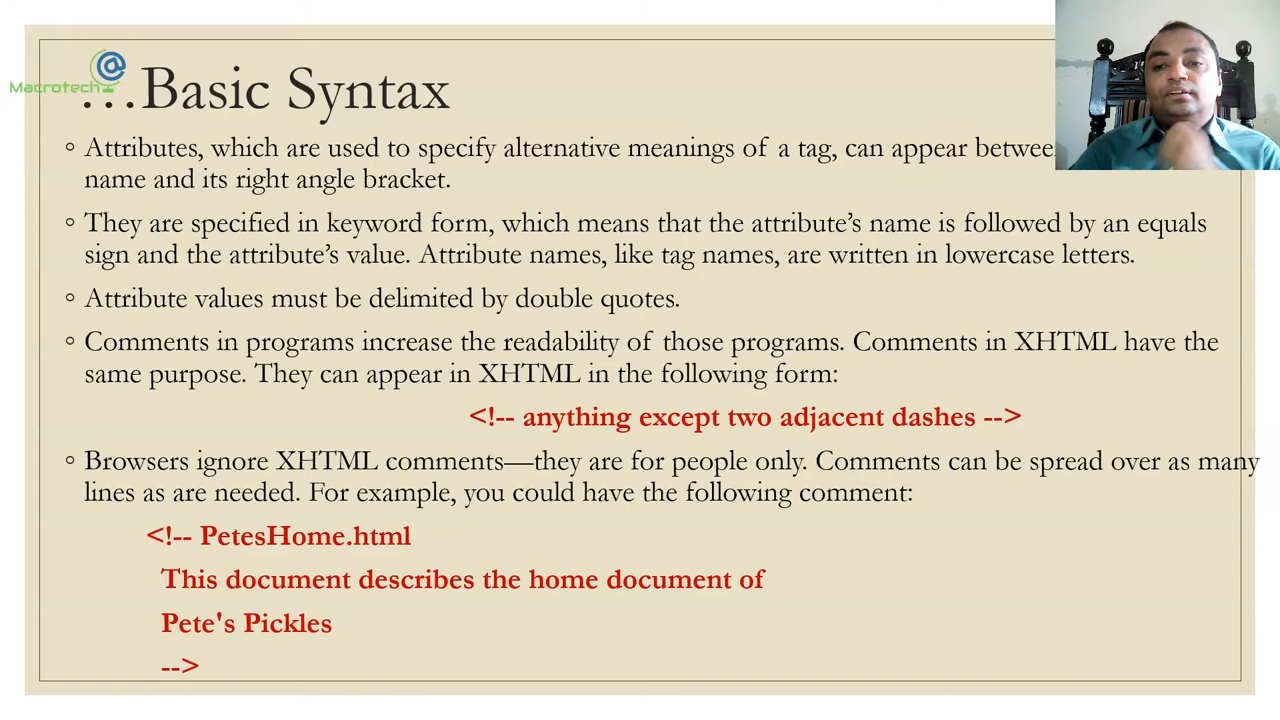 Macrotech
…Basic Syntax
Attributes, which are used to specify alternative meanings of a tag, can appear between
name and its right angle bracket.
They are specified in keyword form, which means that the attribute’s name is followed by an equals
sign and the attribute’s value. Attribute names, like tag names, are written in lowercase letters.
Attribute values must be delimited by double quotes.
Comments in programs increase the readability of those programs. Comments in XHTML have the
same purpose. They can appear in XHTML in the following form:
<!-- anything except two adjacent dashes -->
Browsers ignore XHTML comments—they are for people only. Comments can be spread over as many
lines as are needed. For example, you could have the following comment:
<!-- PetesHome.html
This document describes the home document of
Pete's Pickles
-->